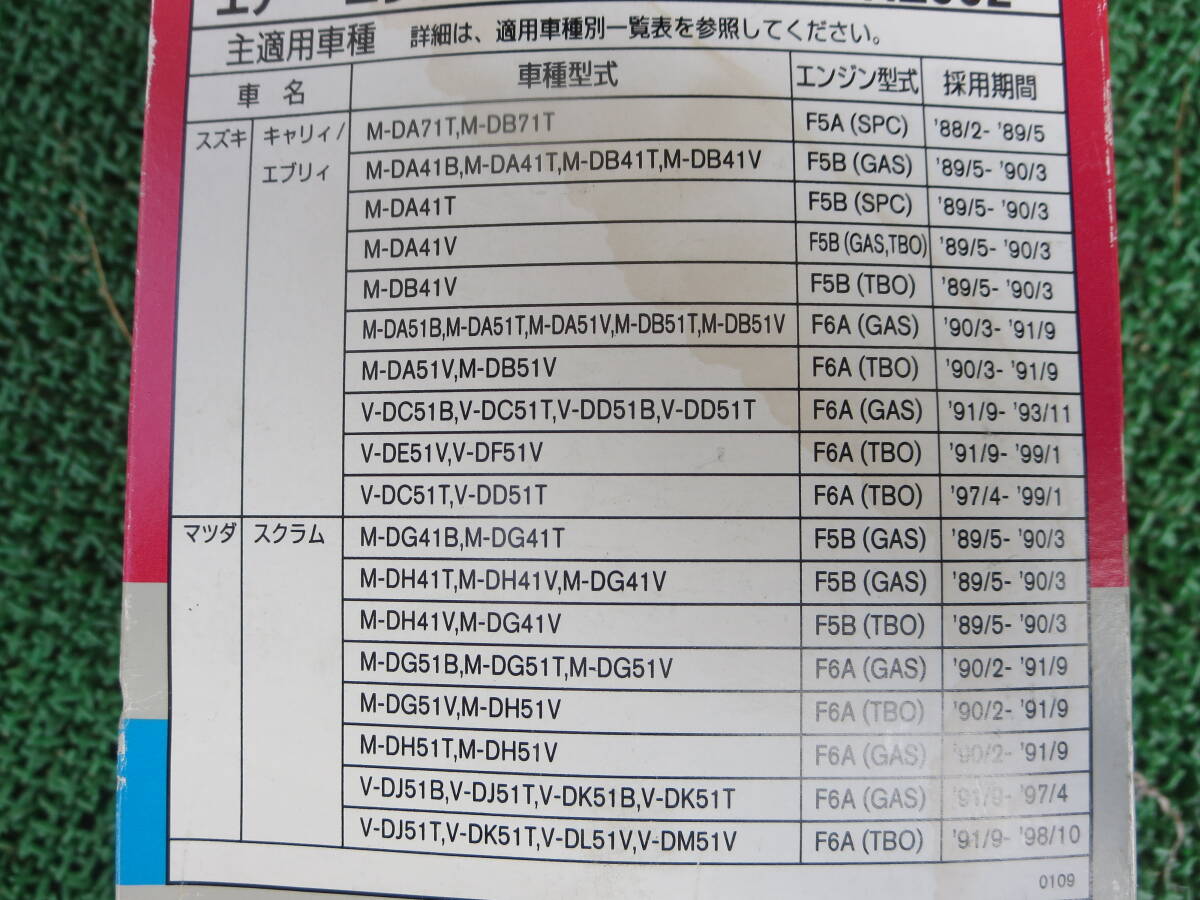 主適用車種 詳細は、適用車種別一覧表を参照してください。
車 名 車種型式 エンジン型式 採用期間
スズキ キャリィ/ M-DA71T,M-DB71T F5A (SPC) '88/2- '89/5
エブリィ M-DA41B,M-DA41T,M-DB41T,M-DB41V F5B (GAS) '89/5- '90/3
M-DA41T F5B (SPC) '89/5- '90/3
M-DA41V F5B (GAS,TBO) '89/5- '90/3
M-DB41V F5B (TBO) '89/5- '90/3
M-DA51B,M-DA51T,M-DA51V,M-DB51T,M-DB51V F6A (GAS) '90/3- '91/9
M-DA51V,M-DB51V F6A (TBO) '90/3- '91/9
V-DC51B,V-DC51T,V-DD51B,V-DD51T F6A (GAS) '91/9- '93/11
V-DE51V,V-DF51V F6A (TBO) '91/9- '99/1
V-DC51T,V-DD51T F6A (TBO) '97/4- '99/1
マツダ スクラム M-DG41B,M-DG41T F5B (GAS) '89/5- '90/3
M-DH41T,M-DH41V,M-DG41V F5B (GAS) '89/5- '90/3
M-DH41V,M-DG41V F5B (TBO) '89/5- '90/3
M-DG51B,M-DG51T,M-DG51V F6A (GAS) '90/2- '91/9
M-DG51V,M-DH51V F6A (TBO) '90/2- '91/9
M-DH51T,M-DH51V F6A (GAS) '90/2- '91/9
V-DJ51B,V-DJ51T,V-DK51B,V-DK51T F6A (GAS) '91/9- '97/4
V-DJ51T,V-DK51T,V-DL51V,V-DM51V F6A (TBO) '91/9- '98/10
0109